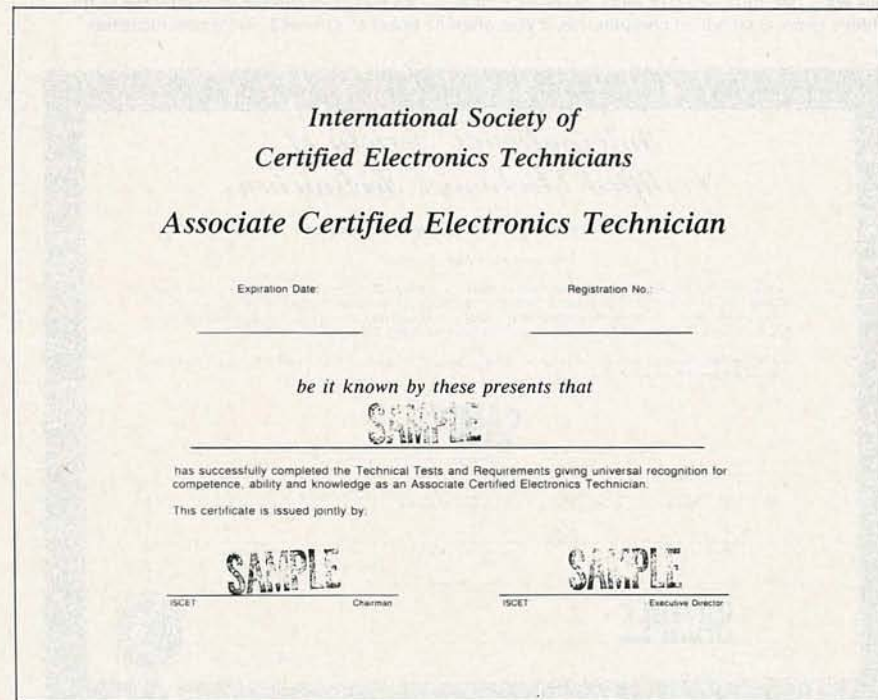 International Society of
Certified Electronics Technicians
Associate Certified Electronics Technician
Expiration Date: Registration No.:
be it known by these presents that
SAMPLE
has successfully completed the Technical Tests and Requirements giving universal recognition for
competence, ability and knowledge as an Associate Certified Electronics Technician.
This certificate is issued jointly by:
SAMPLE SAMPLE
ISCET Chairman ISCET Executive Director